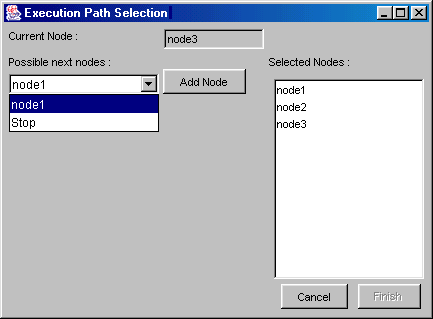 Execution Path Selection
Current Node :
node3
Possible next nodes :
Selected Nodes :
node1
Add Node
node1
Stop
node1
node2
node3
Cancel
Finish